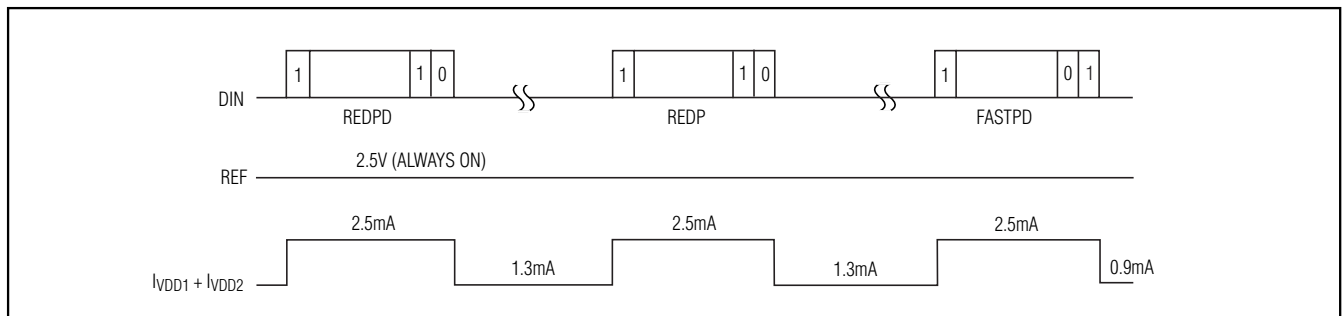 1 1 0 1 1 0 1 0 1
DIN
REDPD REDP FASTPD
2.5V (ALWAYS ON)
REF
2.5mA 2.5mA 2.5mA
1.3mA 1.3mA 0.9mA
IVDD1 + IVDD2